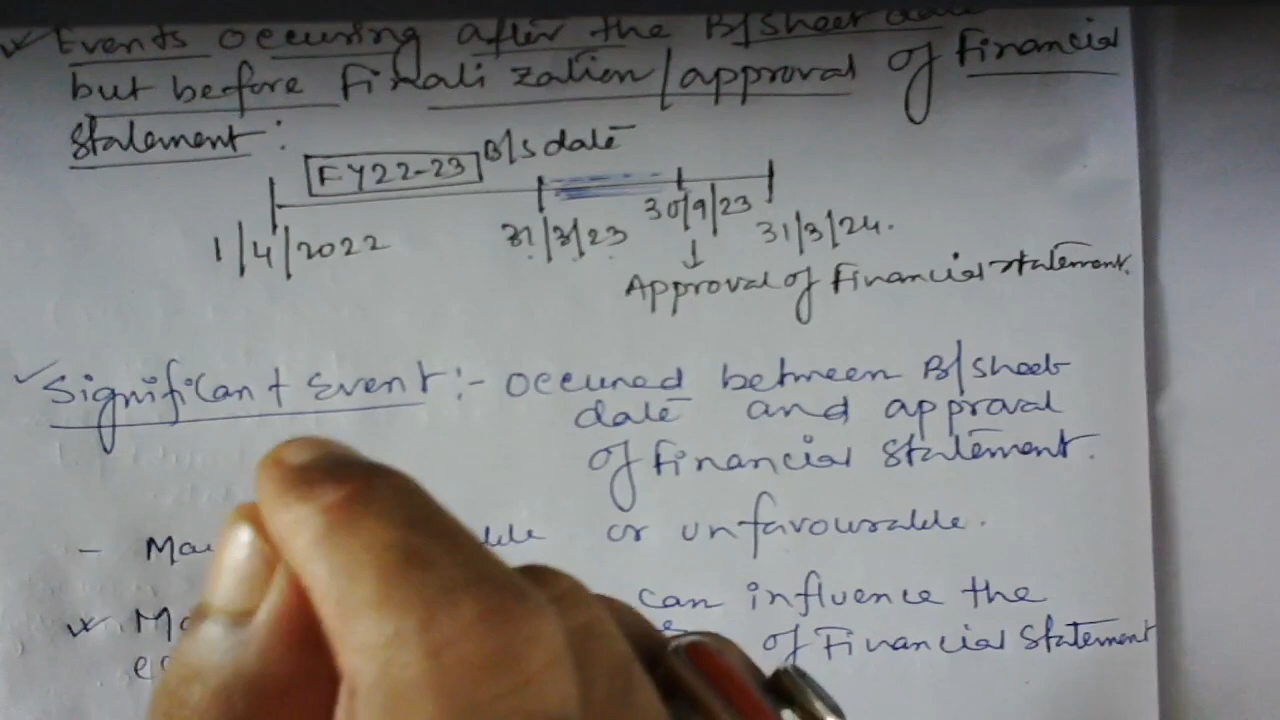 Events occuring after the B/Sheet date
but before Finalization/approval of Financial
Statement:
FY22-23 B/s date
1/4/2022 31/3/23 30/9/23 31/3/24.
Approval of Financial statement.
Significant Event :- occured between B/Sheet
date and approval
of Financial Statement.
- or unfavourable.
can influence the
of Financial Statement